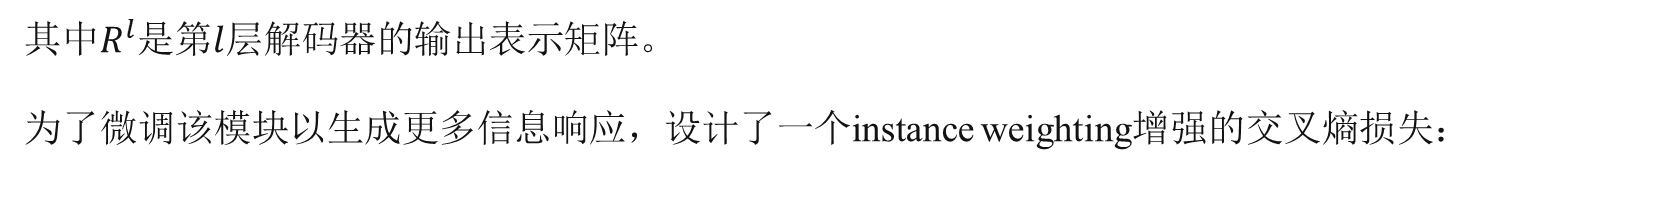 其中R^l是第l层解码器的输出表示矩阵。
为了微调该模块以生成更多信息响应，设计了一个instance weighting增强的交叉熵损失：